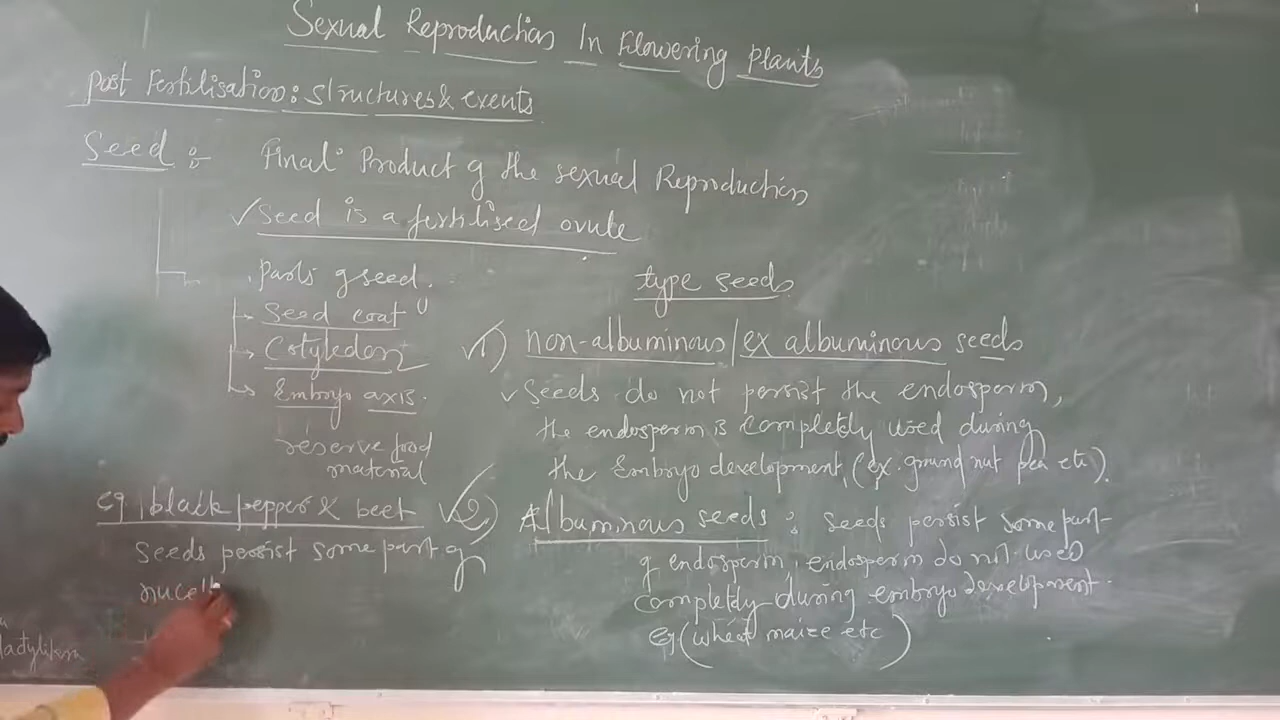 Sexual Reproduction In Flowering Plants
Post Fertilisation: Structures & events
Seed :- Final Product of the sexual Reproduction
✓ Seed is a fertilised ovule
Parts of seed.
Seed coat
Cotyledon
Embryo axis.
reserve food
material
type seeds
✓ 1) non-albuminous/ex albuminous seeds
✓ Seeds do not persist the endosperm,
the endosperm is completly used during
the Embryo development, (ex. ground nut pea etc).
✓ 2) Albuminous seeds : seeds persist some part
of endosperm, endosperm do not used
completly during embryo development.
Eg (wheat maize etc)
eg black pepper & beet
Seeds persist some part of
nucell